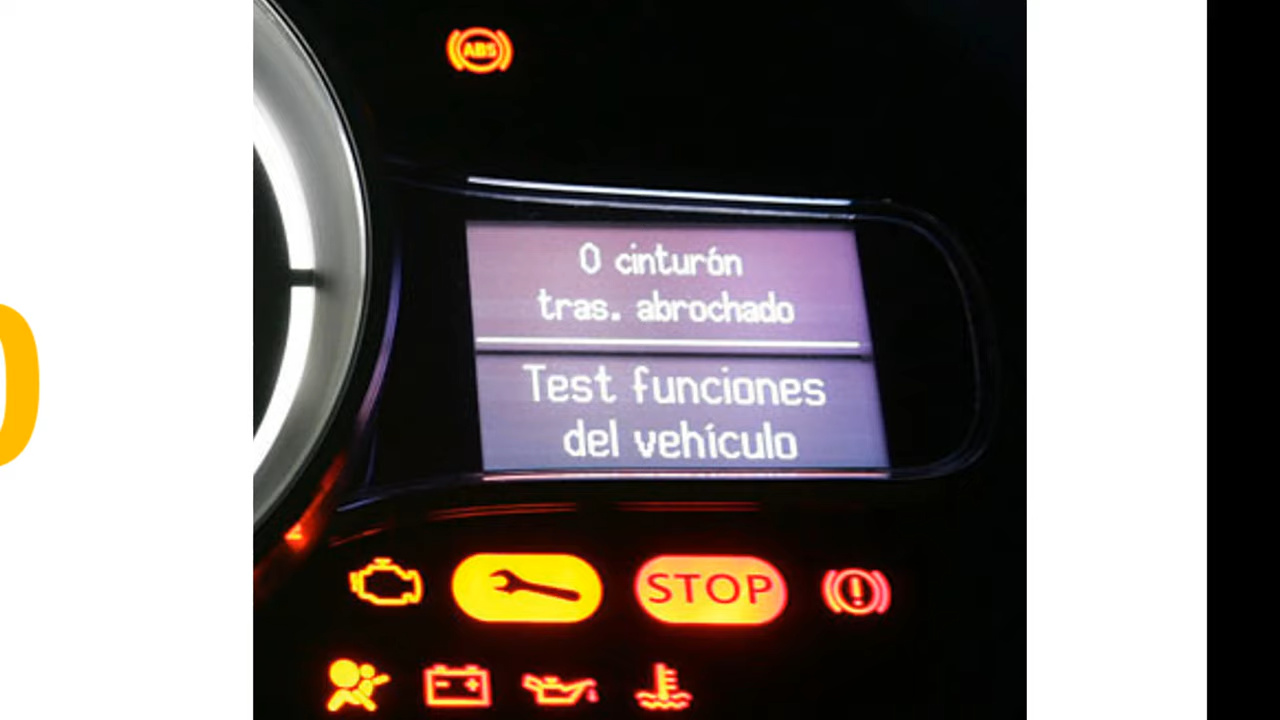 ABS
0 cinturón
tras. abrochado
Test funciones
del vehículo
STOP